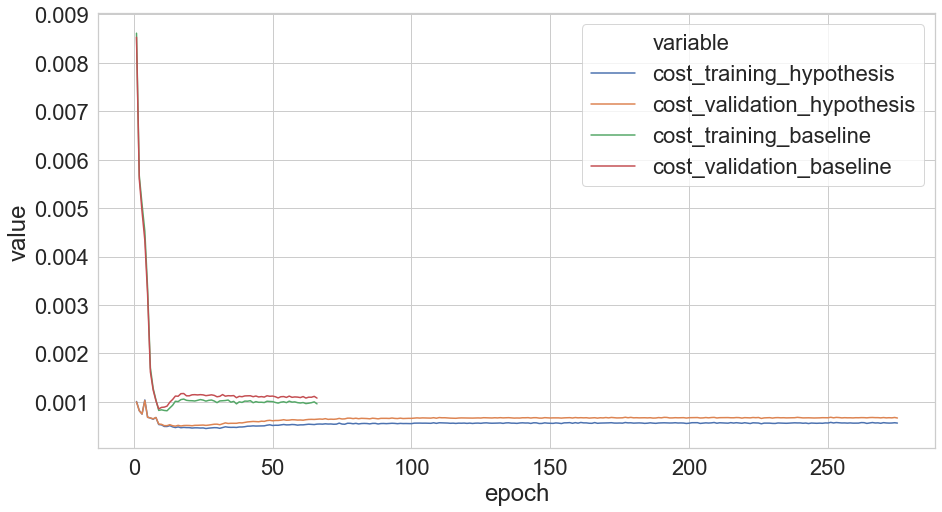 0.009
0.008
0.007
0.006
0.005
0.004
0.003
0.002
0.001
value
variable
cost_training_hypothesis
cost_validation_hypothesis
cost_training_baseline
cost_validation_baseline
0 50 100 150 200 250
epoch